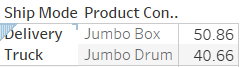 Ship Mode Product Con..
Delivery Jumbo Box 50.86
Truck Jumbo Drum 40.66